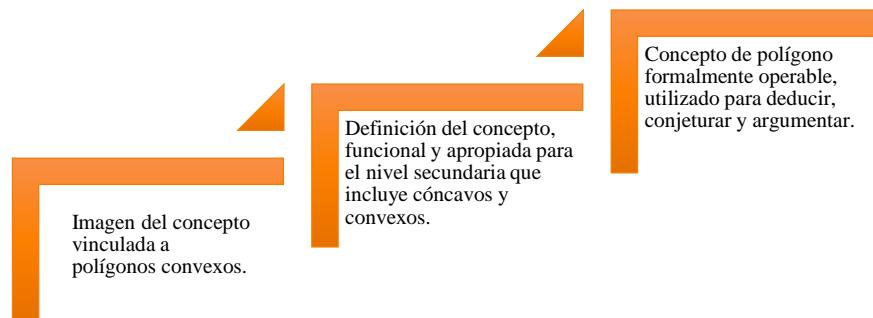 Imagen del concepto
vinculada a
polígonos convexos.
Definición del concepto,
funcional y apropiada para
el nivel secundaria que
incluye cóncavos y
convexos.
Concepto de polígono
formalmente operable,
utilizado para deducir,
conjeturar y argumentar.